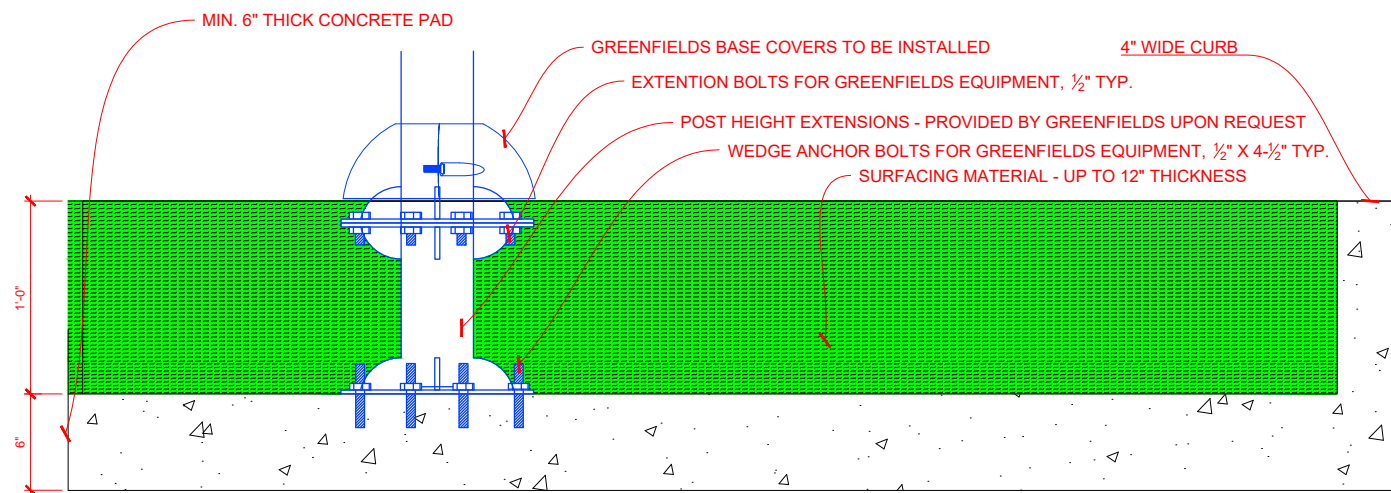 MIN. 6" THICK CONCRETE PAD
GREENFIELDS BASE COVERS TO BE INSTALLED
4" WIDE CURB
EXTENTION BOLTS FOR GREENFIELDS EQUIPMENT, ½" TYP.
POST HEIGHT EXTENSIONS - PROVIDED BY GREENFIELDS UPON REQUEST
WEDGE ANCHOR BOLTS FOR GREENFIELDS EQUIPMENT, ½" X 4-½" TYP.
SURFACING MATERIAL - UP TO 12" THICKNESS
1'-0"
6"